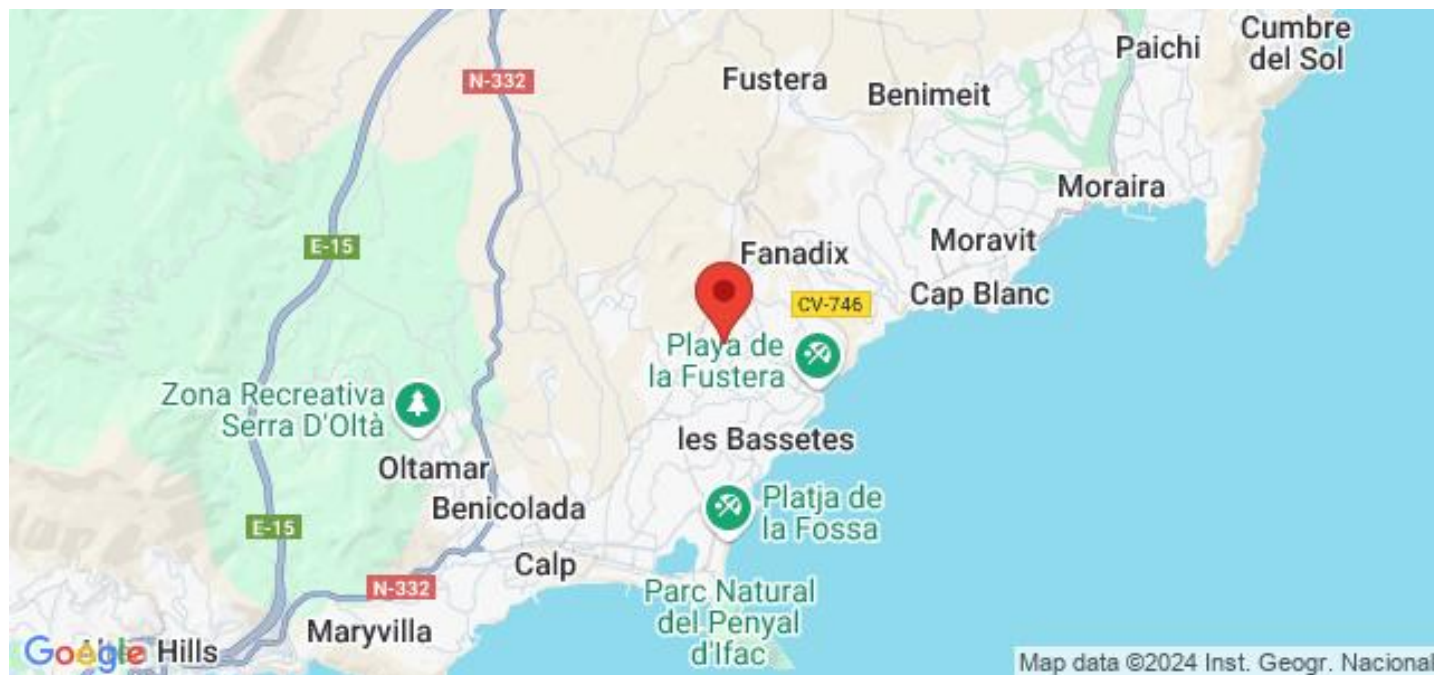 Cumbre
del Sol
Paichi
N-332
Fustera
Benimeit
Moraira
E-15
Fanadix
Moravit
Cap Blanc
CV-746
Playa de
la Fustera
Zona Recreativa
Serra D'Oltà
les Bassetes
Oltamar
Benicolada
Platja de
la Fossa
E-15
Calp
N-332
Parc Natural
del Penyal
d'Ifac
Maryvilla
Google
Hills
Map data ©2024 Inst. Geogr. Nacional